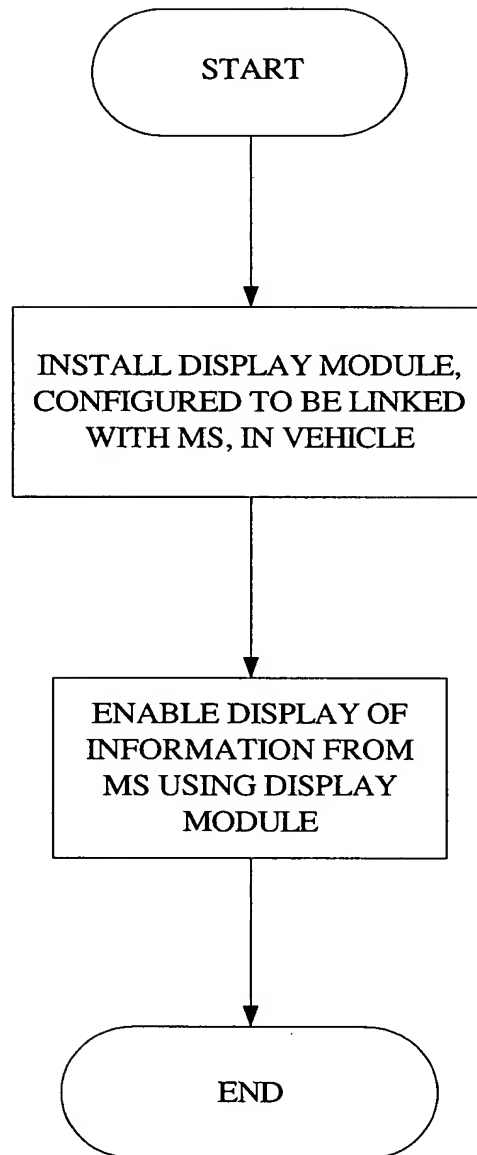 START
INSTALL DISPLAY MODULE,
CONFIGURED TO BE LINKED
WITH MS, IN VEHICLE
ENABLE DISPLAY OF
INFORMATION FROM
MS USING DISPLAY
MODULE
END